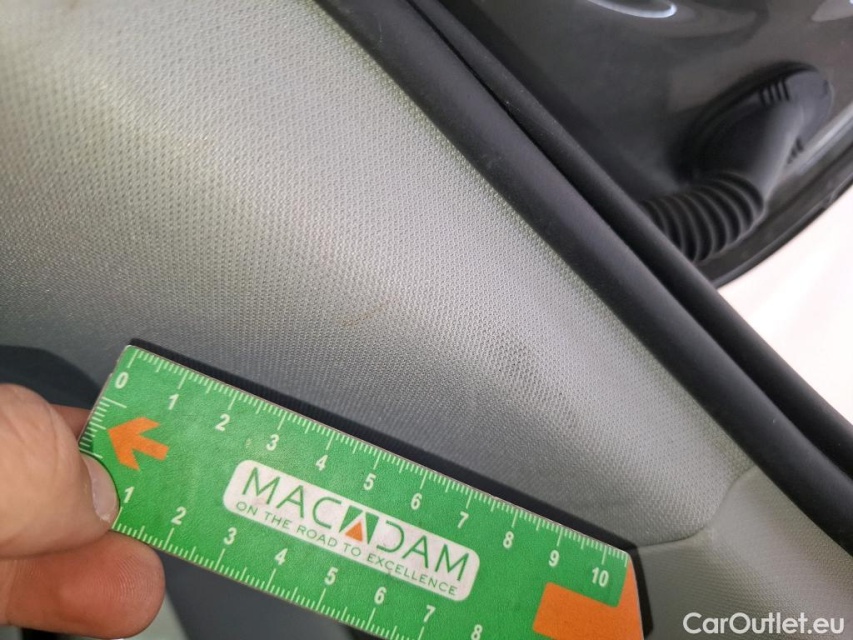 0 1 2 3 4 5 6 7 8 9 10
MACADAM
ON THE ROAD TO EXCELLENCE
1 2 3 4 5 6 7 8
CarOutlet.eu